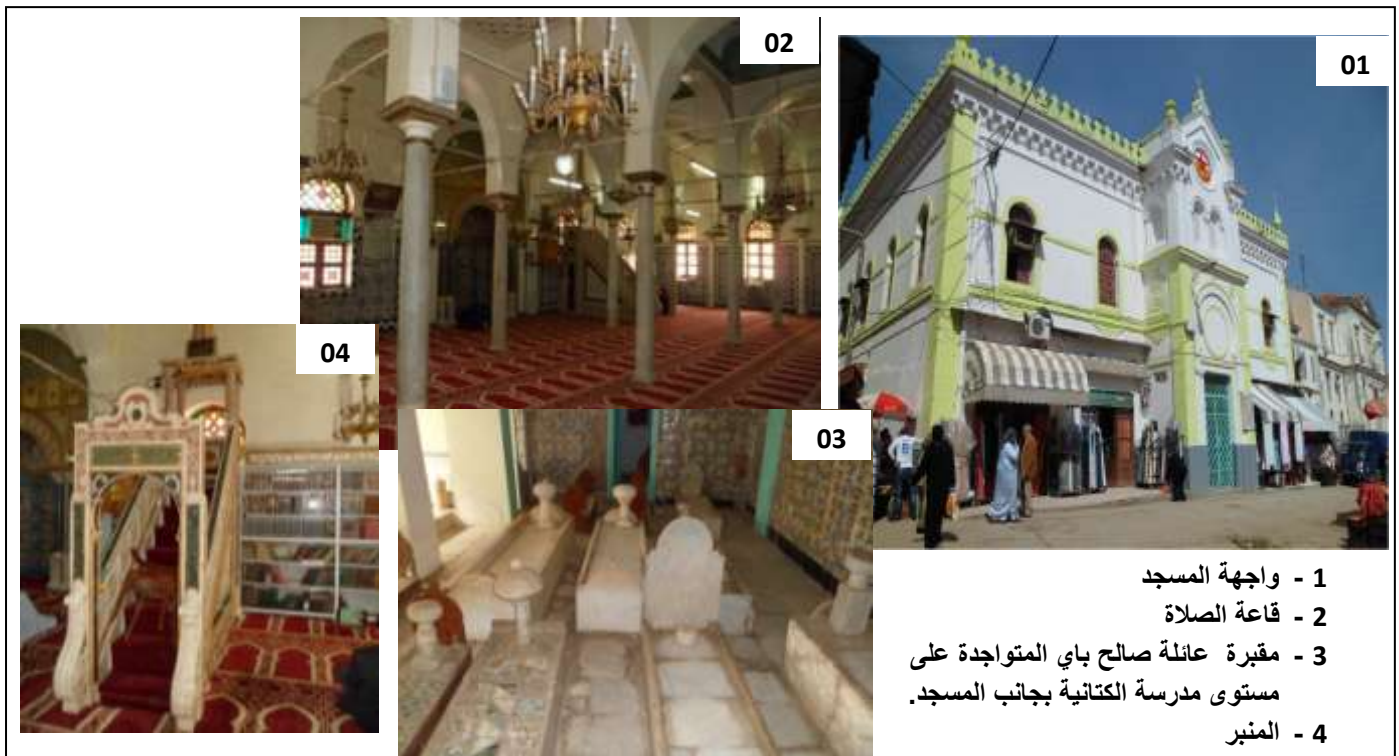 02
01
04
03
1 - واجهة المسجد
2 - قاعة الصلاة
3 - مقبرة عائلة صالح باي المتواجدة على
مستوى مدرسة الكتانية بجانب المسجد.
4 - المنبر